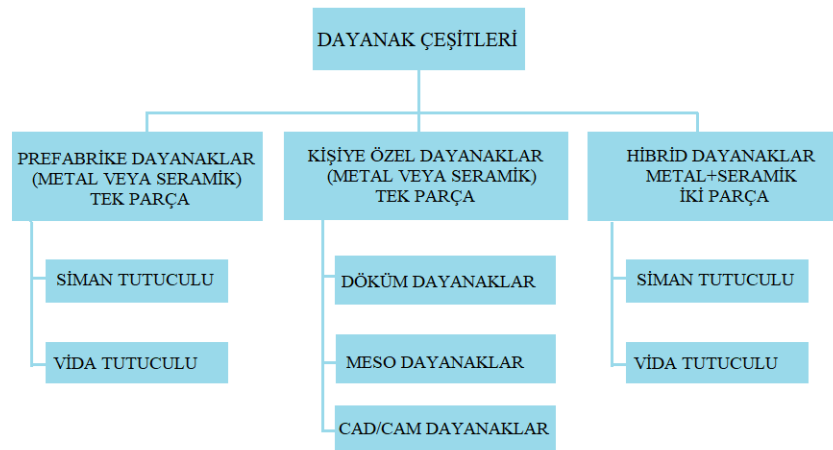 DAYANAK ÇEŞİTLERİ
PREFABRİKE DAYANAKLAR
(METAL VEYA SERAMİK)
TEK PARÇA
SİMAN TUTUCULU
VİDA TUTUCULU
KİŞİYE ÖZEL DAYANAKLAR
(METAL VEYA SERAMİK)
TEK PARÇA
DÖKÜM DAYANAKLAR
MESO DAYANAKLAR
CAD/CAM DAYANAKLAR
HİBRİD DAYANAKLAR
METAL+SERAMİK
İKİ PARÇA
SİMAN TUTUCULU
VİDA TUTUCULU